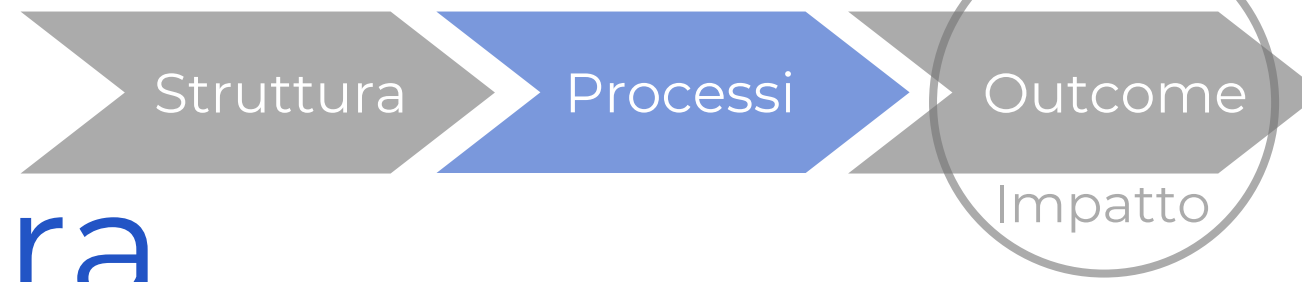 Struttura
Processi
Outcome
Impatto
ra